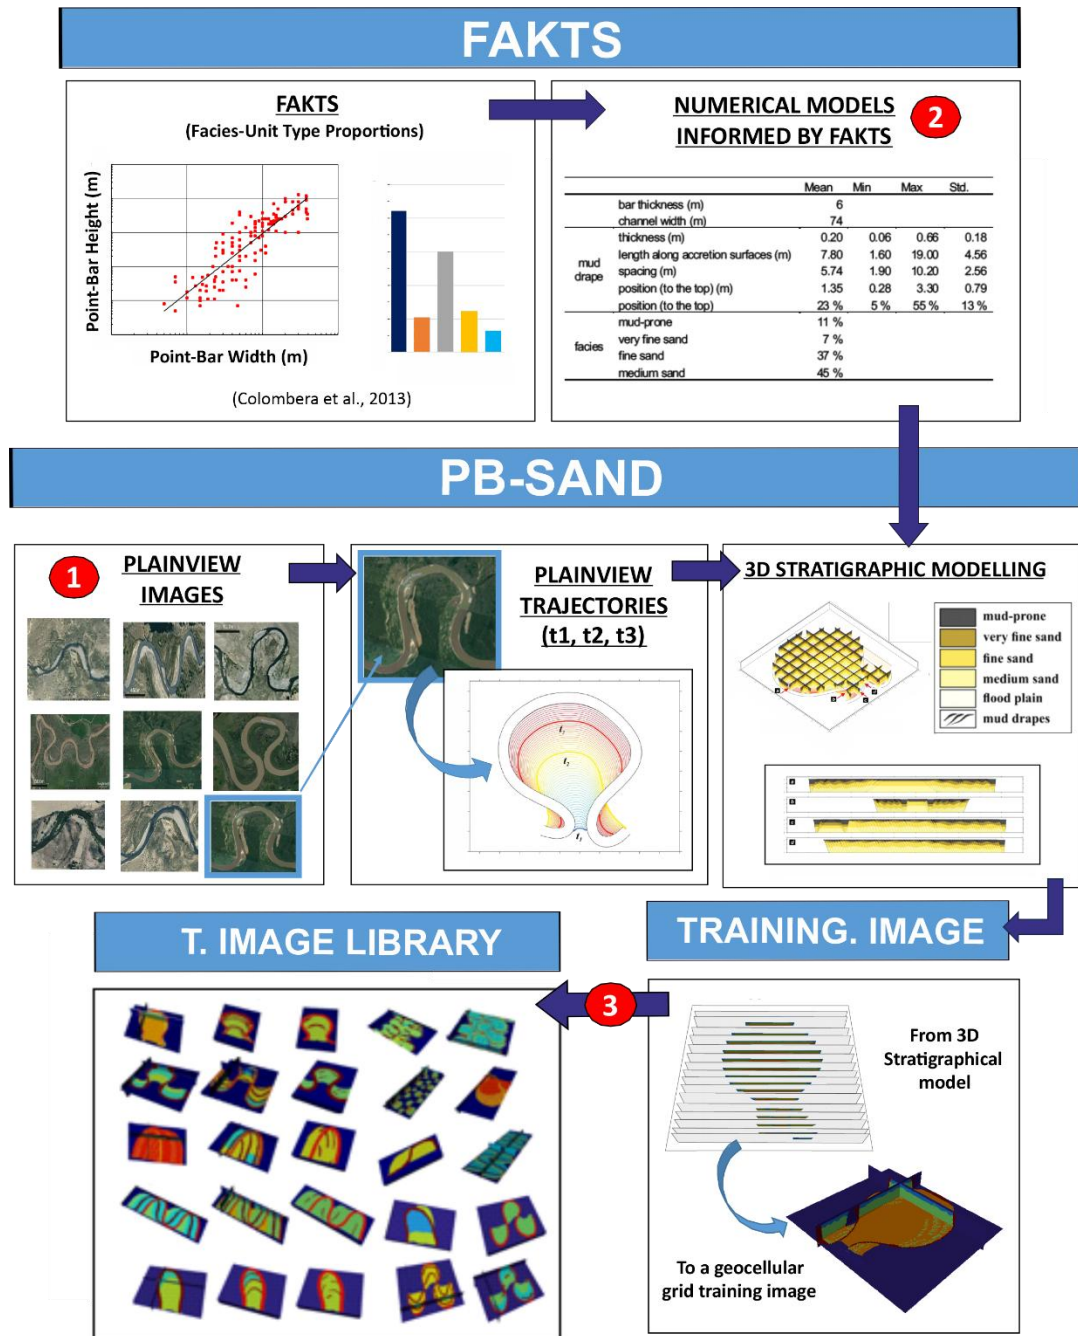 FAKTS
FAKTS
(Facies-Unit Type Proportions)
Point-Bar Height (m)
Point-Bar Width (m)
(Colombera et al., 2013)
NUMERICAL MODELS
INFORMED BY FAKTS
2
Mean Min Max Std.
bar thickness (m) 6
channel width (m) 74
mud drape
thickness (m) 0.20 0.06 0.66 0.18
length along accretion surfaces (m) 7.80 1.60 19.00 4.56
spacing (m) 5.74 1.90 10.20 2.56
position (to the top) (m) 1.35 0.28 3.30 0.79
position (to the top) 23 % 5 % 55 % 13 %
facies
mud-prone 11 %
very fine sand 7 %
fine sand 37 %
medium sand 45 %
PB-SAND
1
PLAINVIEW
IMAGES
PLAINVIEW
TRAJECTORIES
(t1, t2, t3)
3D STRATIGRAPHIC MODELLING
mud-prone
very fine sand
fine sand
medium sand
flood plain
mud drapes
T. IMAGE LIBRARY
TRAINING. IMAGE
3
From 3D
Stratigraphical
model
To a geocellular
grid training image